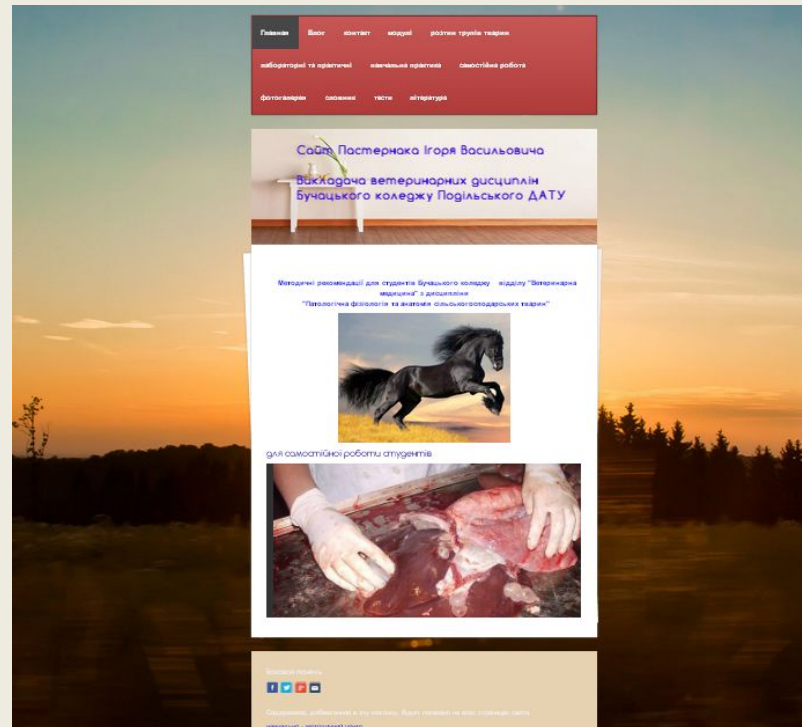 Главная Блог контакт модулі розтин трупів тварин
лабораторні та практичні навчальна практика самостійна робота
фотогалерея словник тести література
Сайт Пастернака Ігоря Васильовича
Викладача ветеринарних дисциплін
Бучацького коледжу Подільського ДАТУ
Методичні рекомендації для студентів Бучацького коледжу відділу "Ветеринарна
медицина" з дисципліни
"Патологічна фізіологія та анатомія сільськогосподарських тварин"
для самостійної роботи студентів
Боковая панель